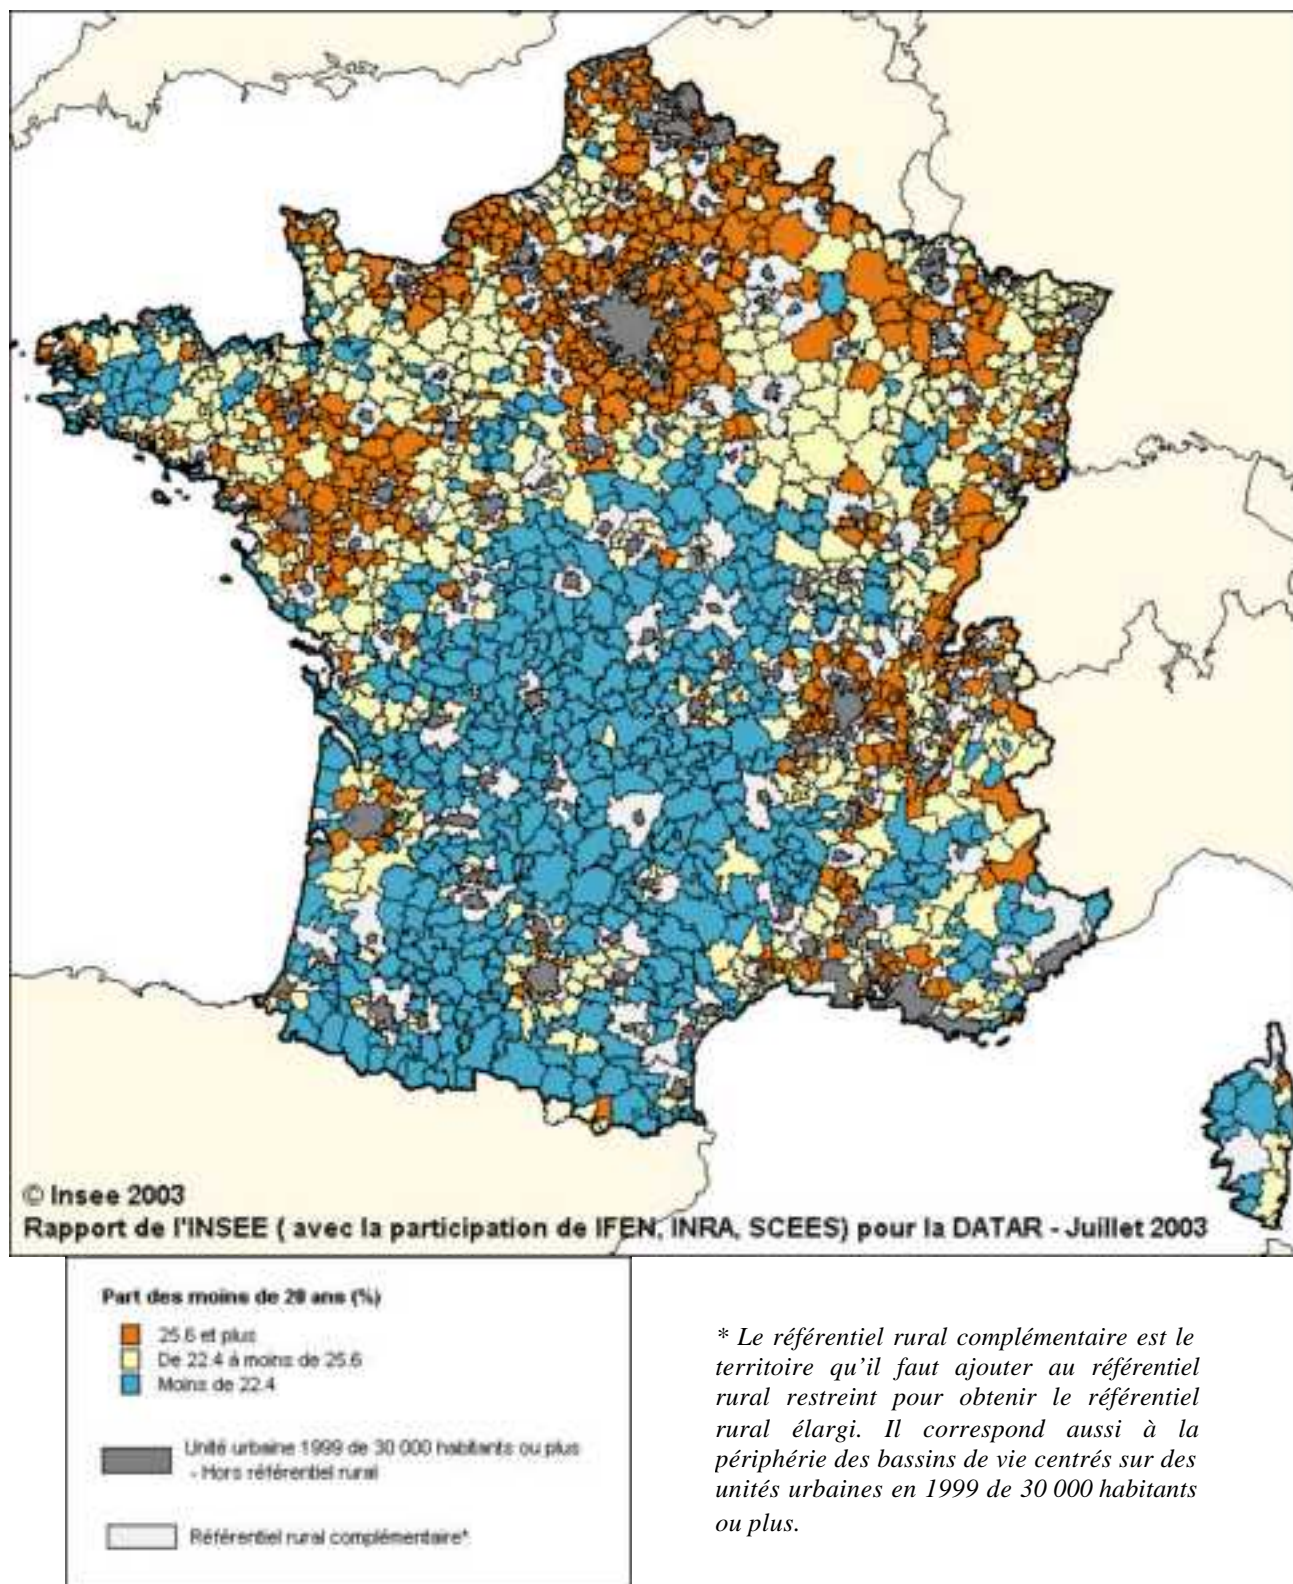 © Insee 2003
Rapport de l'INSEE ( avec la participation de IFEN, INRA, SCEES) pour la DATAR - Juillet 2003
Part des moins de 20 ans (%)
25.6 et plus
De 22.4 à moins de 25.6
Moins de 22.4
Unité urbaine 1999 de 30 000 habitants ou plus
- Hors référentiel rural
Référentiel rural complémentaire*
* Le référentiel rural complémentaire est le
territoire qu'il faut ajouter au référentiel
rural restreint pour obtenir le référentiel
rural élargi. Il correspond aussi à la
périphérie des bassins de vie centrés sur des
unités urbaines en 1999 de 30 000 habitants
ou plus.